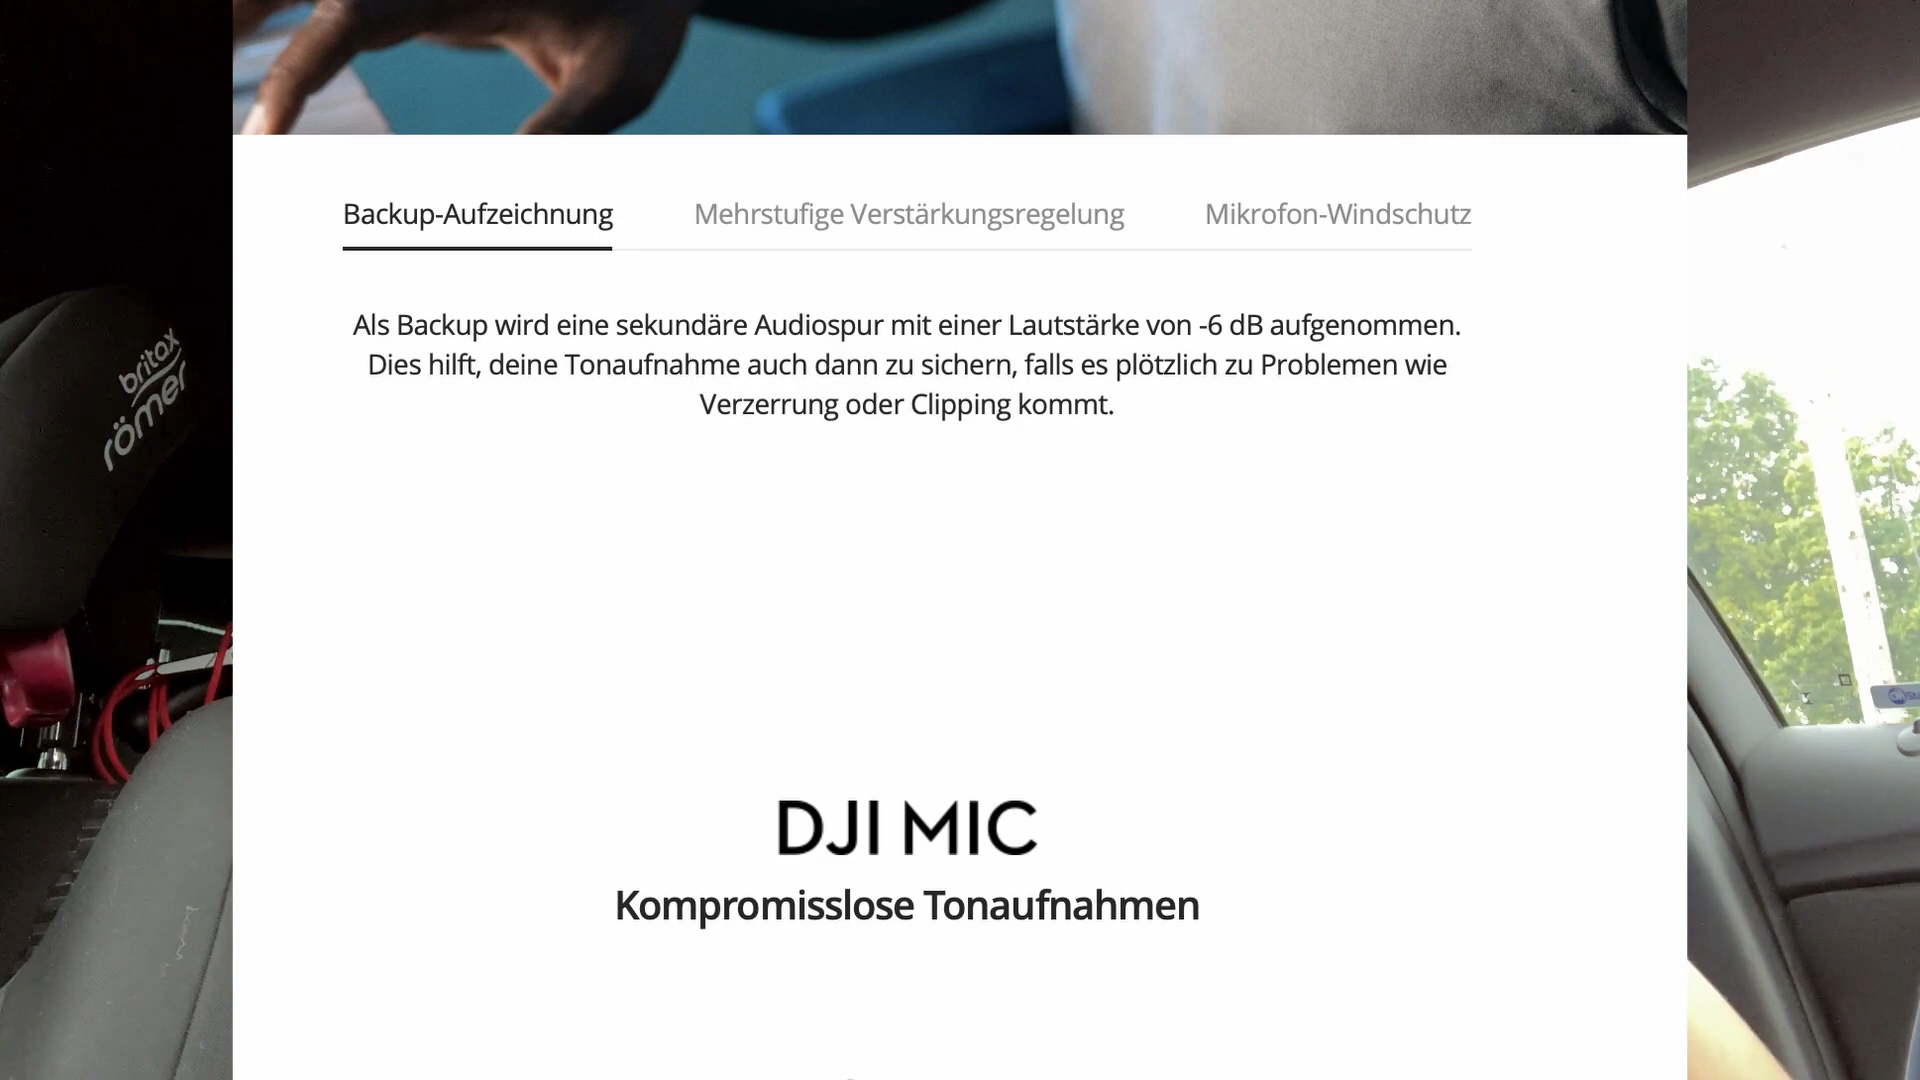 Backup-Aufzeichnung
Mehrstufige Verstärkungsregelung
Mikrofon-Windschutz
Als Backup wird eine sekundäre Audiospur mit einer Lautstärke von -6 dB aufgenommen.
Dies hilft, deine Tonaufnahme auch dann zu sichern, falls es plötzlich zu Problemen wie
Verzerrung oder Clipping kommt.
britax
römer
DJI MIC
Kompromisslose Tonaufnahmen